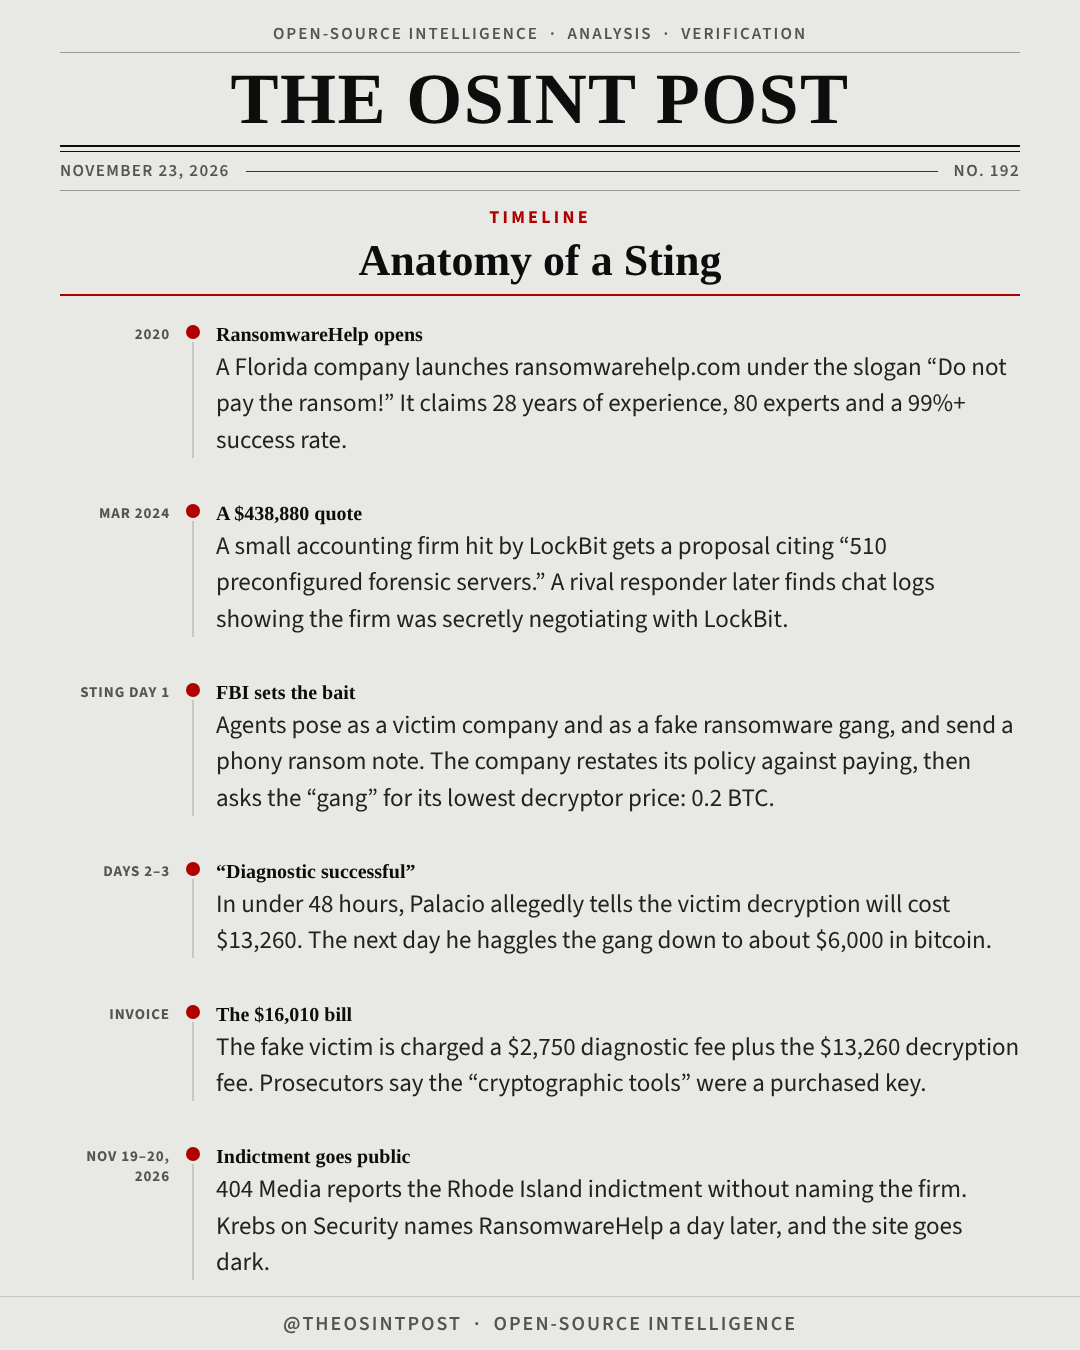 OPEN-SOURCE INTELLIGENCE · ANALYSIS · VERIFICATION
THE OSINT POST
NOVEMBER 23, 2026
NO. 192
TIMELINE
Anatomy of a Sting
2020
RansomwareHelp opens
A Florida company launches ransomwarehelp.com under the slogan “Do not
pay the ransom!” It claims 28 years of experience, 80 experts and a 99%+
success rate.
MAR 2024
A $438,880 quote
A small accounting firm hit by LockBit gets a proposal citing “510
preconfigured forensic servers.” A rival responder later finds chat logs
showing the firm was secretly negotiating with LockBit.
STING DAY 1
FBI sets the bait
Agents pose as a victim company and as a fake ransomware gang, and send a
phony ransom note. The company restates its policy against paying, then
asks the “gang” for its lowest decryptor price: 0.2 BTC.
DAYS 2–3
“Diagnostic successful”
In under 48 hours, Palacio allegedly tells the victim decryption will cost
$13,260. The next day he haggles the gang down to about $6,000 in bitcoin.
INVOICE
The $16,010 bill
The fake victim is charged a $2,750 diagnostic fee plus the $13,260 decryption
fee. Prosecutors say the “cryptographic tools” were a purchased key.
NOV 19–20,
2026
Indictment goes public
404 Media reports the Rhode Island indictment without naming the firm.
Krebs on Security names RansomwareHelp a day later, and the site goes
dark.
@THEOSINTPOST · OPEN-SOURCE INTELLIGENCE